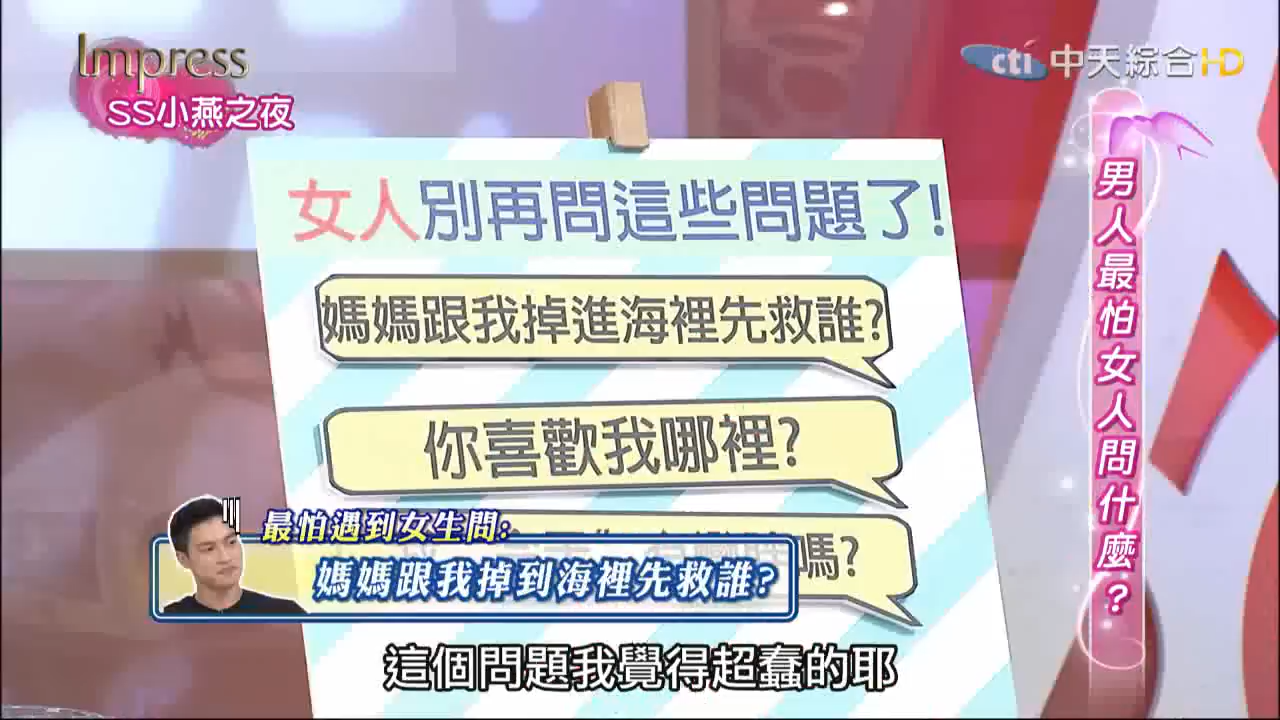 Impress
SS小燕之夜
cti 中天綜合HD
男人最怕女人問什麼?
女人別再問這些問題了!
媽媽跟我掉進海裡先救誰?
你喜歡我哪裡?
嗎?
最怕遇到女生問:
媽媽跟我掉到海裡先救誰?
這個問題我覺得超蠢的耶